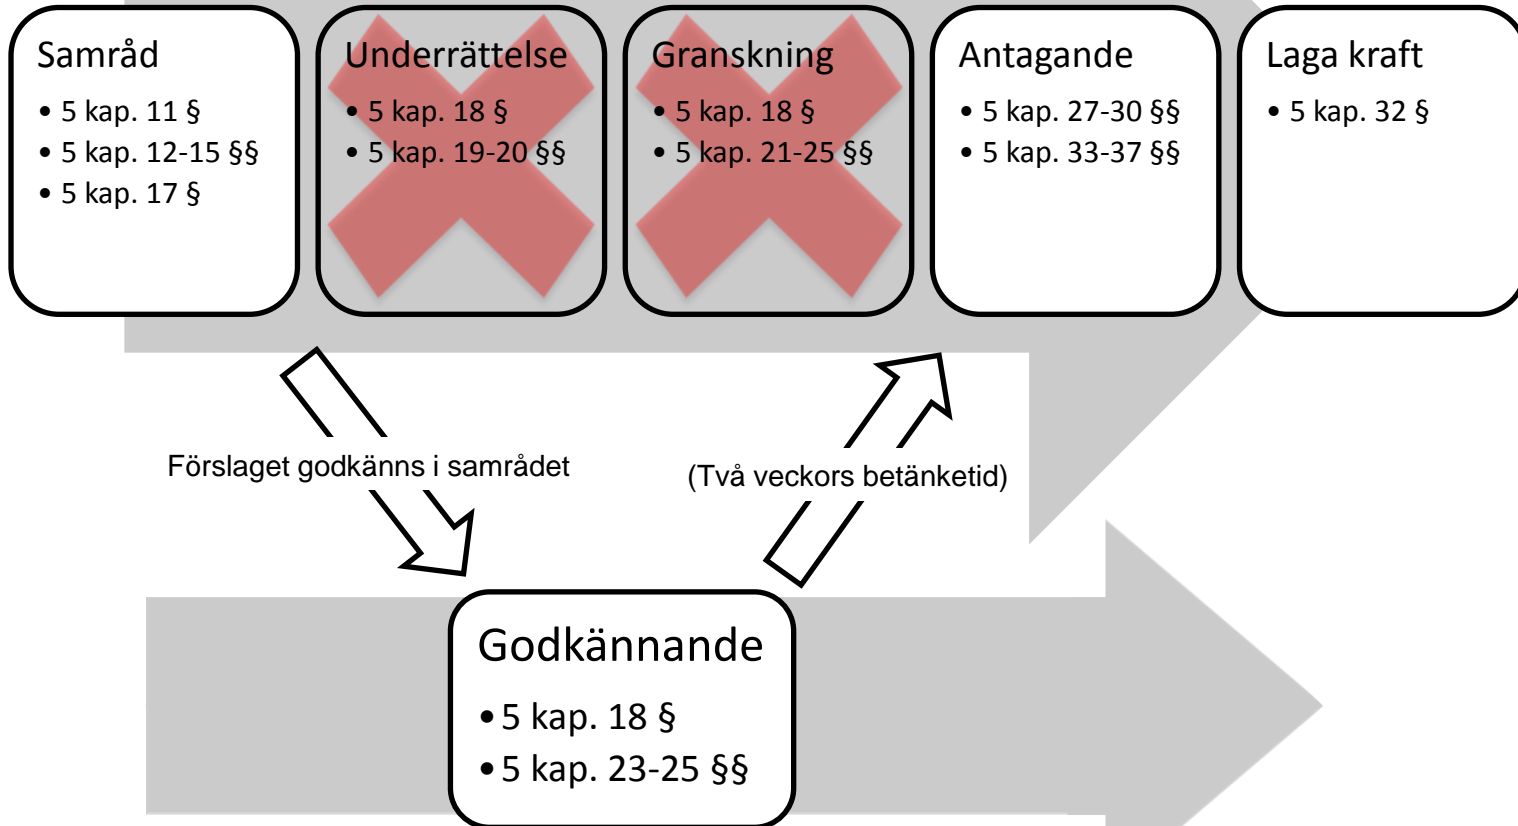 Samråd
• 5 kap. 11 §
• 5 kap. 12-15 §§
• 5 kap. 17 §
Underrättelse
• 5 kap. 18 §
• 5 kap. 19-20 §§
Granskning
• 5 kap. 18 §
• 5 kap. 21-25 §§
Antagande
• 5 kap. 27-30 §§
• 5 kap. 33-37 §§
Laga kraft
• 5 kap. 32 §
Förslaget godkänns i samrådet
(Två veckors betänketid)
Godkännande
• 5 kap. 18 §
• 5 kap. 23-25 §§